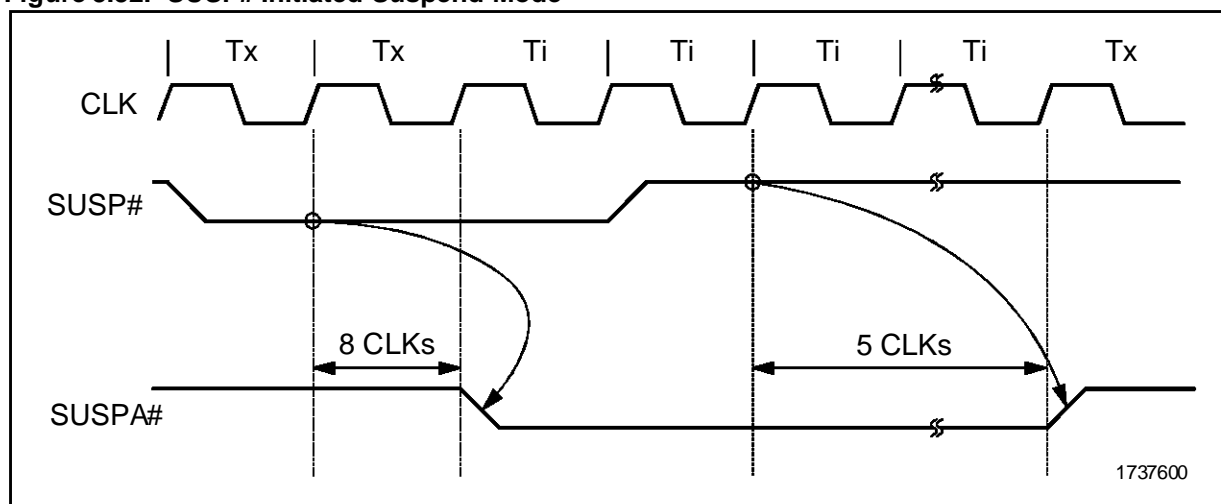 Figure 3.32. SUSP# Initiated Suspend Mode
Tx Tx Ti Ti Ti Ti Tx
CLK
SUSP#
8 CLKs 5 CLKs
SUSPA#
1737600